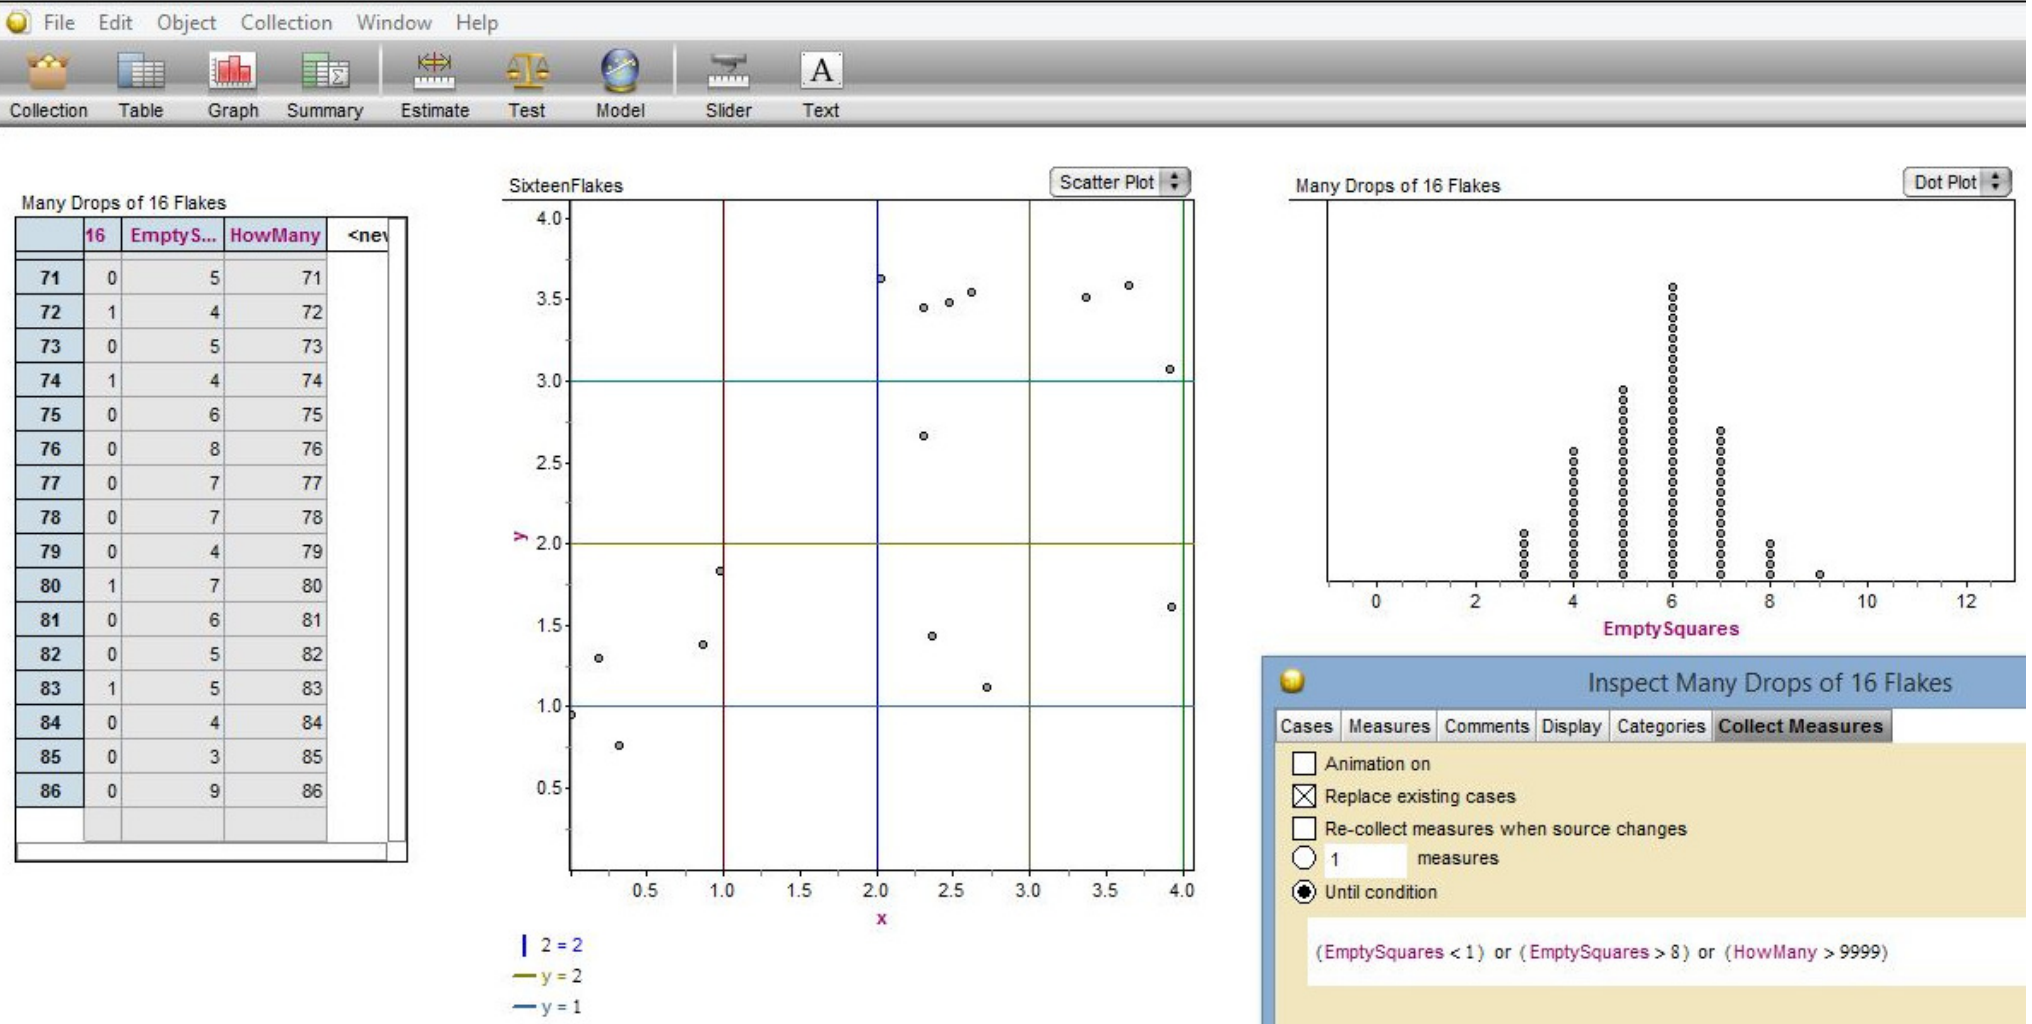 File Edit Object Collection Window Help
Collection Table Graph Summary Estimate Test Model Slider Text
Many Drops of 16 Flakes
16 EmptyS... HowMany <new
71 0 5 71
72 1 4 72
73 0 5 73
74 1 4 74
75 0 6 75
76 0 8 76
77 0 7 77
78 0 7 78
79 0 4 79
80 1 7 80
81 0 6 81
82 0 5 82
83 1 5 83
84 0 4 84
85 0 3 85
86 0 9 86
SixteenFlakes Scatter Plot
4.0
3.5
3.0
2.5
y 2.0
1.5
1.0
0.5
0.5 1.0 1.5 2.0 2.5 3.0 3.5 4.0
x
2 = 2
y = 2
y = 1
Many Drops of 16 Flakes Dot Plot
0 2 4 6 8 10 12
EmptySquares
Inspect Many Drops of 16 Flakes
Cases Measures Comments Display Categories Collect Measures
Animation on
Replace existing cases
Re-collect measures when source changes
1 measures
Until condition
(EmptySquares < 1) or (EmptySquares > 8) or (HowMany > 9999)